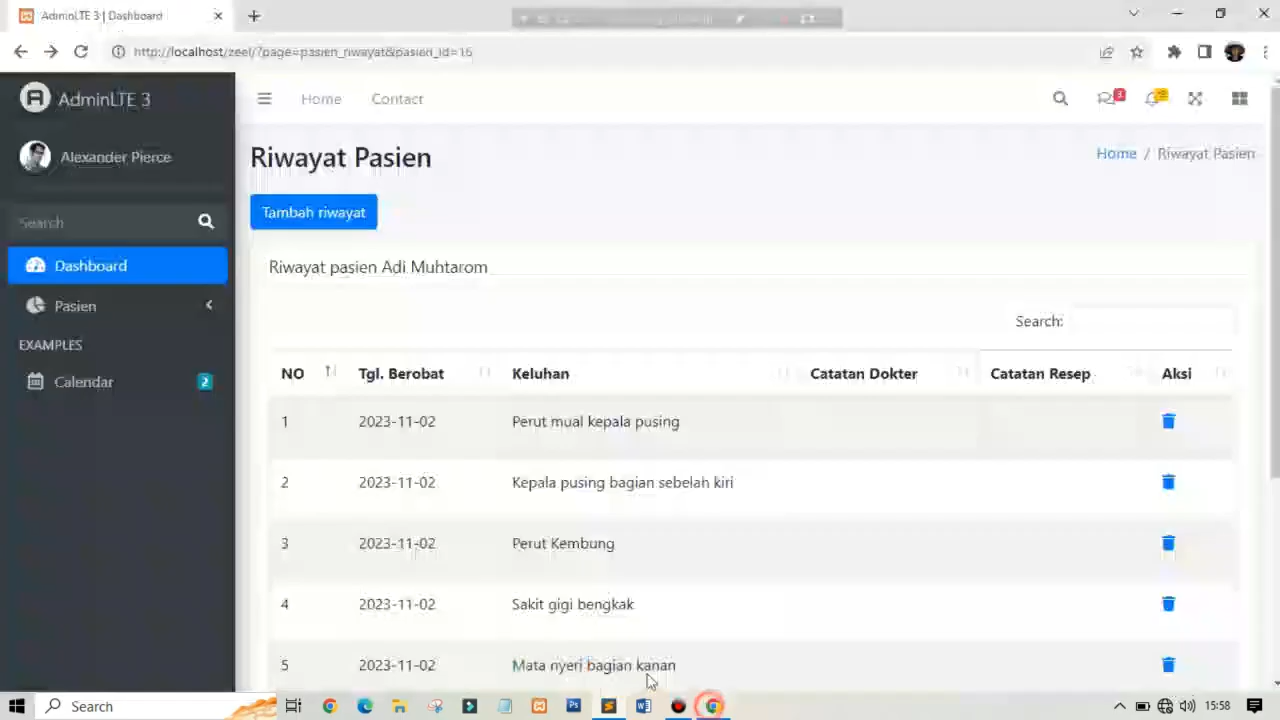 AdminLTE 3 | Dashboard
http://localhost/zeel/?page=pasien_riwayat&pasien_id=16
AdminLTE 3
Home
Contact
3
Alexander Pierce
Riwayat Pasien
Home / Riwayat Pasien
Tambah riwayat
Search
Dashboard
Riwayat pasien Adi Muhtarom
Pasien
Search:
EXAMPLES
Calendar
2
NO Tgl. Berobat Keluhan Catatan Dokter Catatan Resep Aksi
1 2023-11-02 Perut mual kepala pusing
2 2023-11-02 Kepala pusing bagian sebelah kiri
3 2023-11-02 Perut Kembung
4 2023-11-02 Sakit gigi bengkak
5 2023-11-02 Mata nyeri bagian kanan
Search
15:58